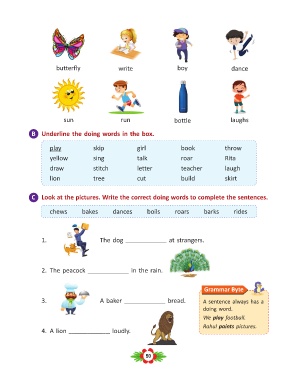 butterfly write boy dance
sun run bottle laughs
B Underline the doing words in the box.
play skip girl book throw
yellow sing talk roar Rita
draw stitch letter teacher laugh
lion tree cut build skirt
C Look at the pictures. Write the correct doing words to complete the sentences.
chews bakes dances boils roars barks rides
1. The dog ____________ at strangers.
2. The peacock ____________ in the rain.
3. A baker ____________ bread.
4. A lion ____________ loudly.
Grammar Byte
A sentence always has a
doing word.
We play football.
Rahul paints pictures.
50